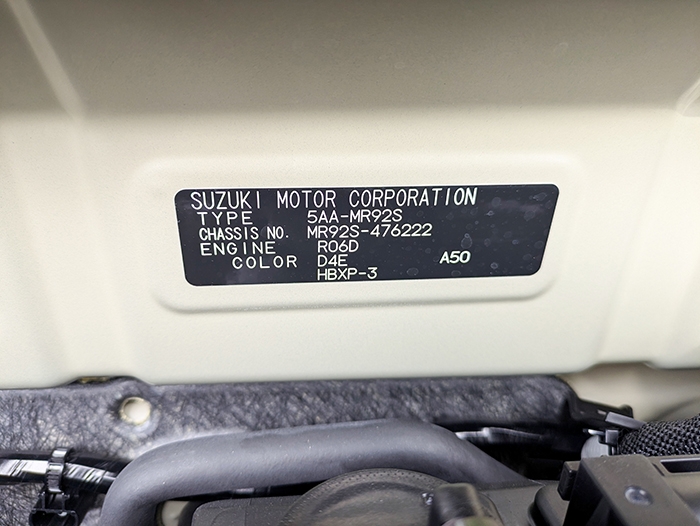 SUZUKI MOTOR CORPORATION
TYPE 5AA-MR92S
CHASSIS NO. MR92S-476222
ENGINE R06D
COLOR D4E A50
HBXP-3